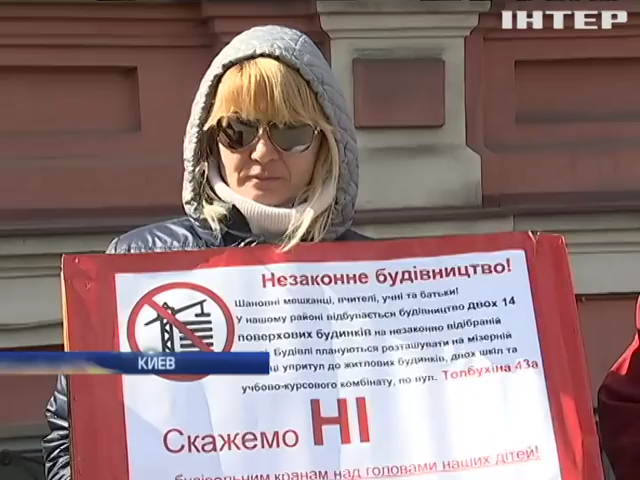 ІНТЕР
Незаконне будівництво!
Шановні мешканці, вчителі, учні та батьки!
У нашому районі відбувається будівництво двох 14
поверхових будинків на незаконно відібраній
Будівлі плануються розташувати на мізерній
упритул до житлових будинків, двох шкіл та
учбово-курсового комбінату, по вул. Толбухіна 43а
КИЕВ
Скажемо НІ
будівельним кранам над головами наших дітей!